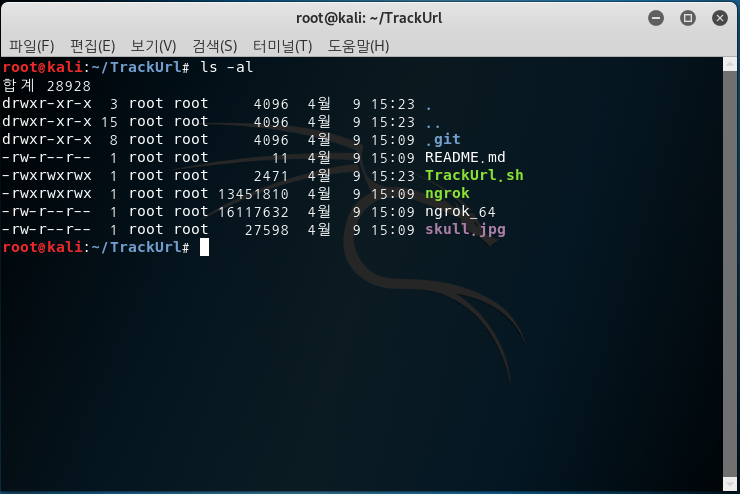 root@kali: ~/TrackUrl
파일(F) 편집(E) 보기(V) 검색(S) 터미널(T) 도움말(H)
root@kali:~/TrackUrl# ls -al
합계 28928
drwxr-xr-x  3 root root     4096  4월  9 15:23 .
drwxr-xr-x 15 root root     4096  4월  9 15:23 ..
drwxr-xr-x  8 root root     4096  4월  9 15:09 .git
-rw-r--r--  1 root root       11  4월  9 15:09 README.md
-rwxrwxrwx  1 root root     2471  4월  9 15:23 TrackUrl.sh
-rwxrwxrwx  1 root root 13451810  4월  9 15:09 ngrok
-rw-r--r--  1 root root 16117632  4월  9 15:09 ngrok_64
-rw-r--r--  1 root root    27598  4월  9 15:09 skull.jpg
root@kali:~/TrackUrl#